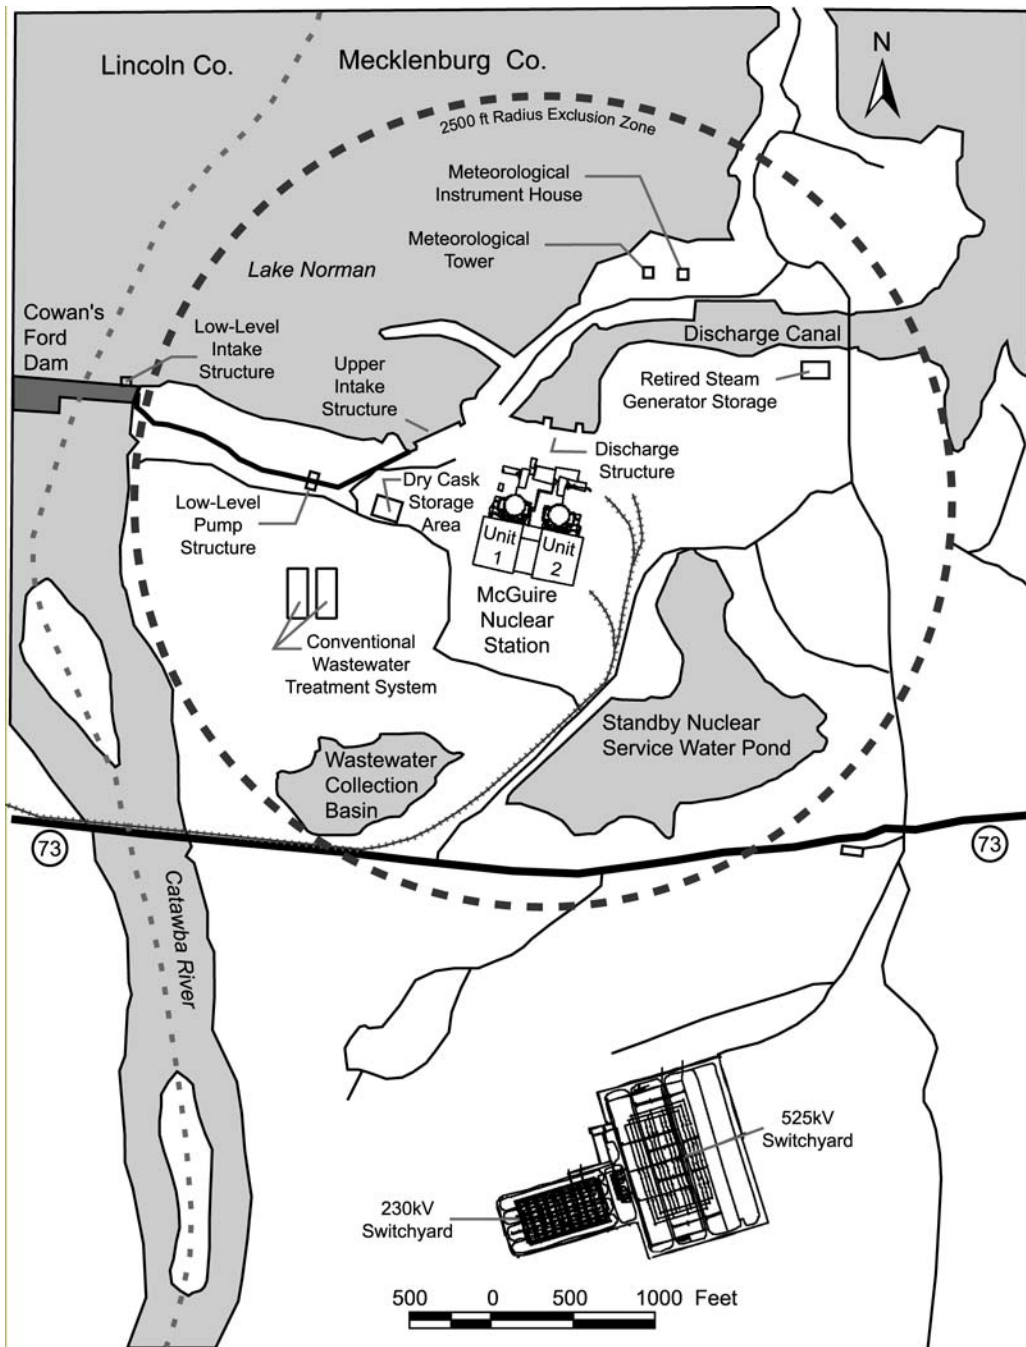 Lincoln Co.
Mecklenburg Co.
N
2500 ft Radius Exclusion Zone
Meteorological
Instrument House
Meteorological
Tower
Lake Norman
Cowan's
Ford
Dam
Low-Level
Intake
Structure
Upper
Intake
Structure
Discharge Canal
Retired Steam
Generator Storage
Discharge
Structure
Dry Cask
Storage
Area
Low-Level
Pump
Structure
Unit
1
Unit
2
McGuire
Nuclear
Station
Conventional
Wastewater
Treatment System
Standby Nuclear
Service Water Pond
Wastewater
Collection
Basin
73
73
Catawba River
525kV
Switchyard
230kV
Switchyard
500 0 500 1000 Feet